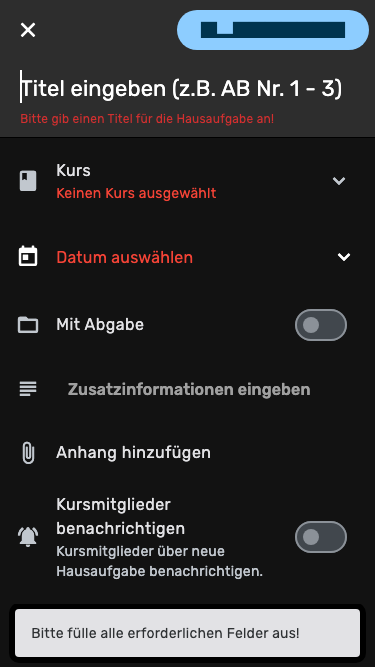 Titel eingeben (z.B. AB Nr. 1 - 3)
Bitte gib einen Titel für die Hausaufgabe an!
Kurs
Keinen Kurs ausgewählt
Datum auswählen
Mit Abgabe
Zusatzinformationen eingeben
Anhang hinzufügen
Kursmitglieder
benachrichtigen
Kursmitglieder über neue
Hausaufgabe benachrichtigen.
Bitte fülle alle erforderlichen Felder aus!